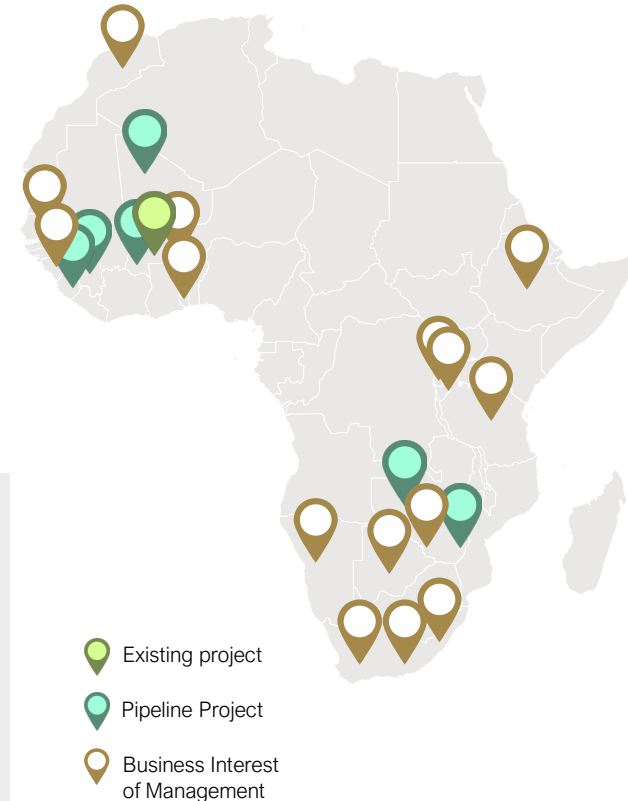 Existing project
Pipeline Project
Business Interest
of Management